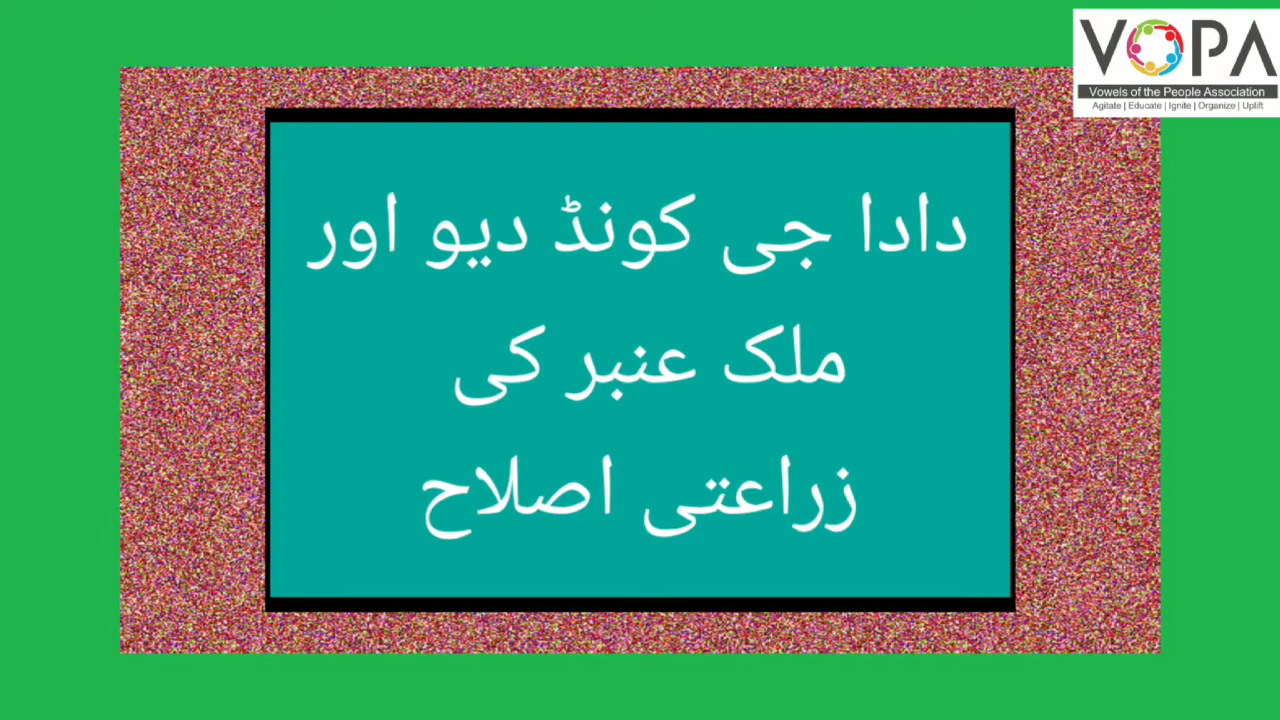 VOPA
Vowels of the People Association
Agitate | Educate | Ignite | Organize | Uplift
دادا جی کونڈ دیو اور
ملک عنبر کی
زراعتی اصلاح